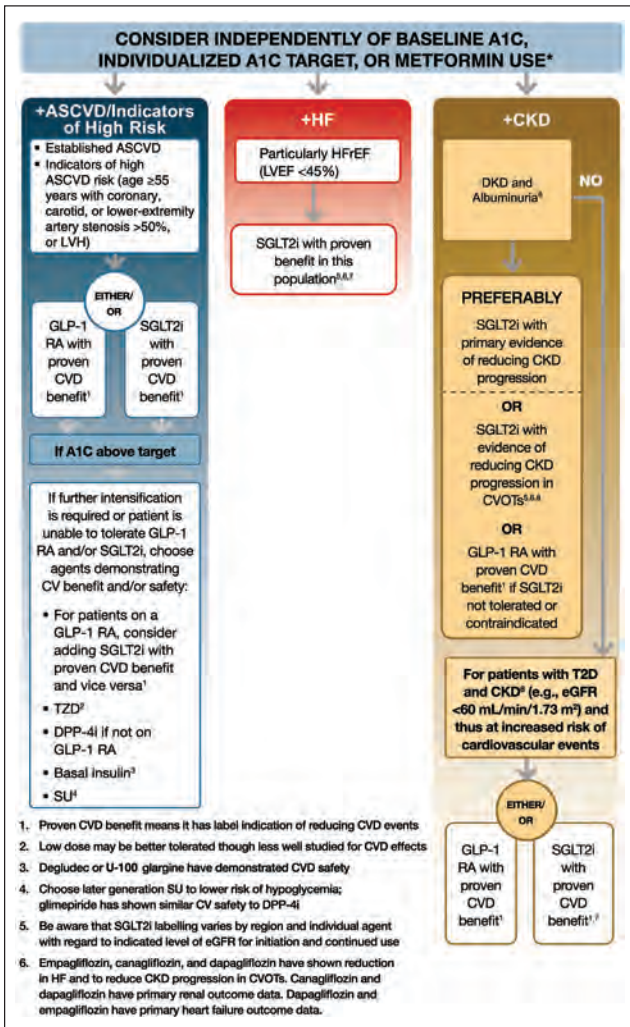 CONSIDER INDEPENDENTLY OF BASELINE A1C,
INDIVIDUALIZED A1C TARGET, OR METFORMIN USE*
+ASCVD/Indicators
of High Risk
▪ Established ASCVD
▪ Indicators of high
ASCVD risk (age ≥55
years with coronary,
carotid, or lower-extremity
artery stenosis >50%,
or LVH)
EITHER/
OR
GLP-1
RA with
proven
CVD
benefit¹
SGLT2i
with
proven
CVD
benefit¹
If A1C above target
If further intensification
is required or patient is
unable to tolerate GLP-1
RA and/or SGLT2i, choose
agents demonstrating
CV benefit and/or safety:
• For patients on a
GLP-1 RA, consider
adding SGLT2i with
proven CVD benefit
and vice versa¹
• TZD²
• DPP-4i if not on
GLP-1 RA
• Basal insulin³
• SU⁴
+HF
Particularly HFrEF
(LVEF <45%)
SGLT2i with proven
benefit in this
population⁵,⁶,⁷
+CKD
DKD and
Albuminuria⁸
NO
PREFERABLY
SGLT2i with
primary evidence
of reducing CKD
progression
OR
SGLT2i with
evidence of
reducing CKD
progression in
CVOTs⁵,⁶,⁸
OR
GLP-1 RA with
proven CVD
benefit¹ if SGLT2i
not tolerated or
contraindicated
For patients with T2D
and CKD⁸ (e.g., eGFR
<60 mL/min/1.73 m²) and
thus at increased risk of
cardiovascular events
EITHER/
OR
GLP-1
RA with
proven
CVD
benefit¹
SGLT2i
with
proven
CVD
benefit¹,⁷
1. Proven CVD benefit means it has label indication of reducing CVD events
2. Low dose may be better tolerated though less well studied for CVD effects
3. Degludec or U-100 glargine have demonstrated CVD safety
4. Choose later generation SU to lower risk of hypoglycemia;
glimepiride has shown similar CV safety to DPP-4i
5. Be aware that SGLT2i labelling varies by region and individual agent
with regard to indicated level of eGFR for initiation and continued use
6. Empagliflozin, canagliflozin, and dapagliflozin have shown reduction
in HF and to reduce CKD progression in CVOTs. Canagliflozin and
dapagliflozin have primary renal outcome data. Dapagliflozin and
empagliflozin have primary heart failure outcome data.